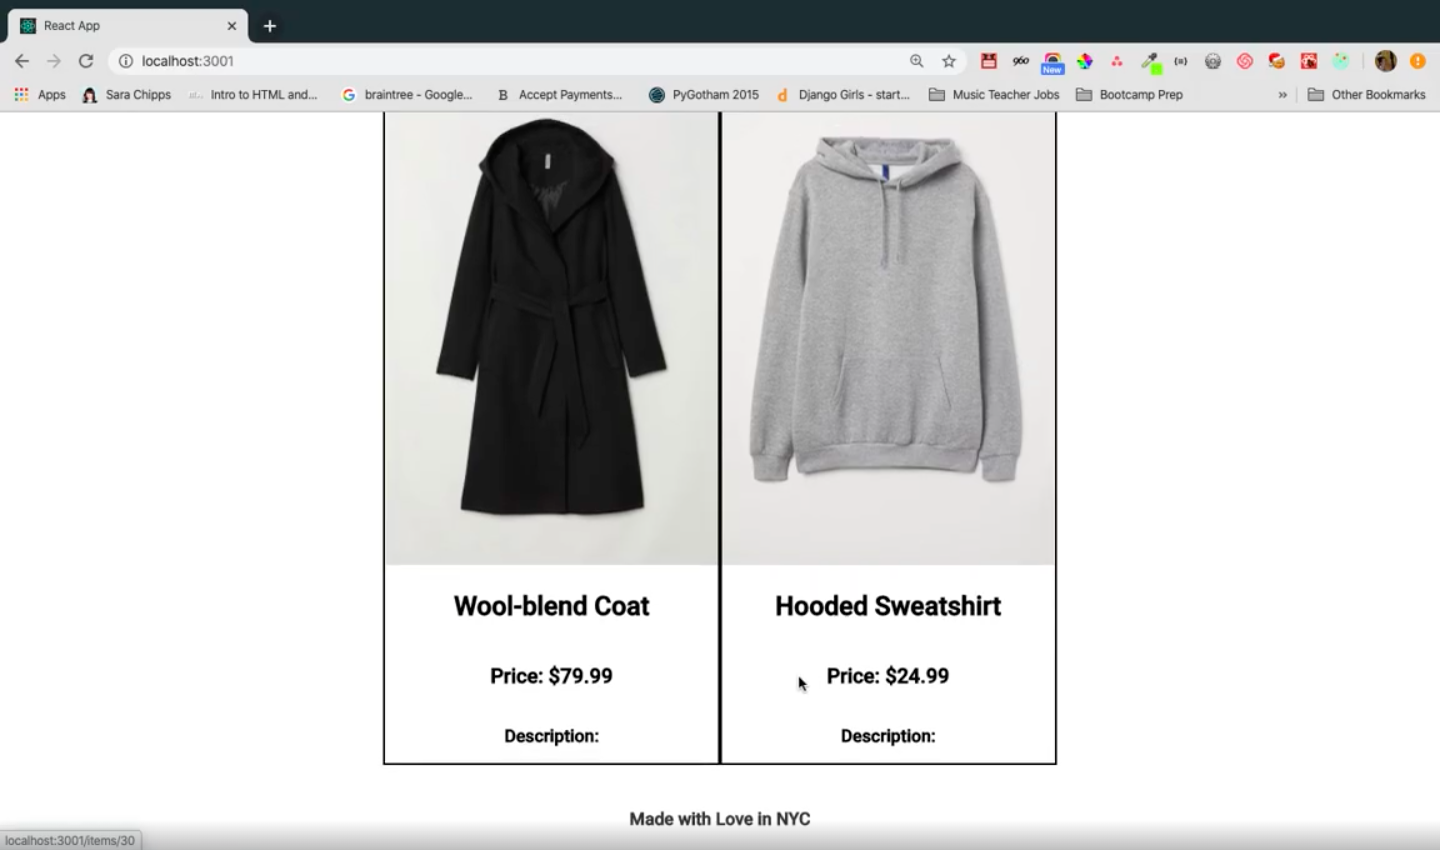 React App
localhost:3001
960
New
Apps
Sara Chipps
Intro to HTML and...
braintree - Google...
B Accept Payments...
PyGotham 2015
d Django Girls - start...
Music Teacher Jobs
Bootcamp Prep
»
Other Bookmarks
Wool-blend Coat
Hooded Sweatshirt
Price: $79.99
Price: $24.99
Description:
Description:
Made with Love in NYC
localhost:3001/items/30